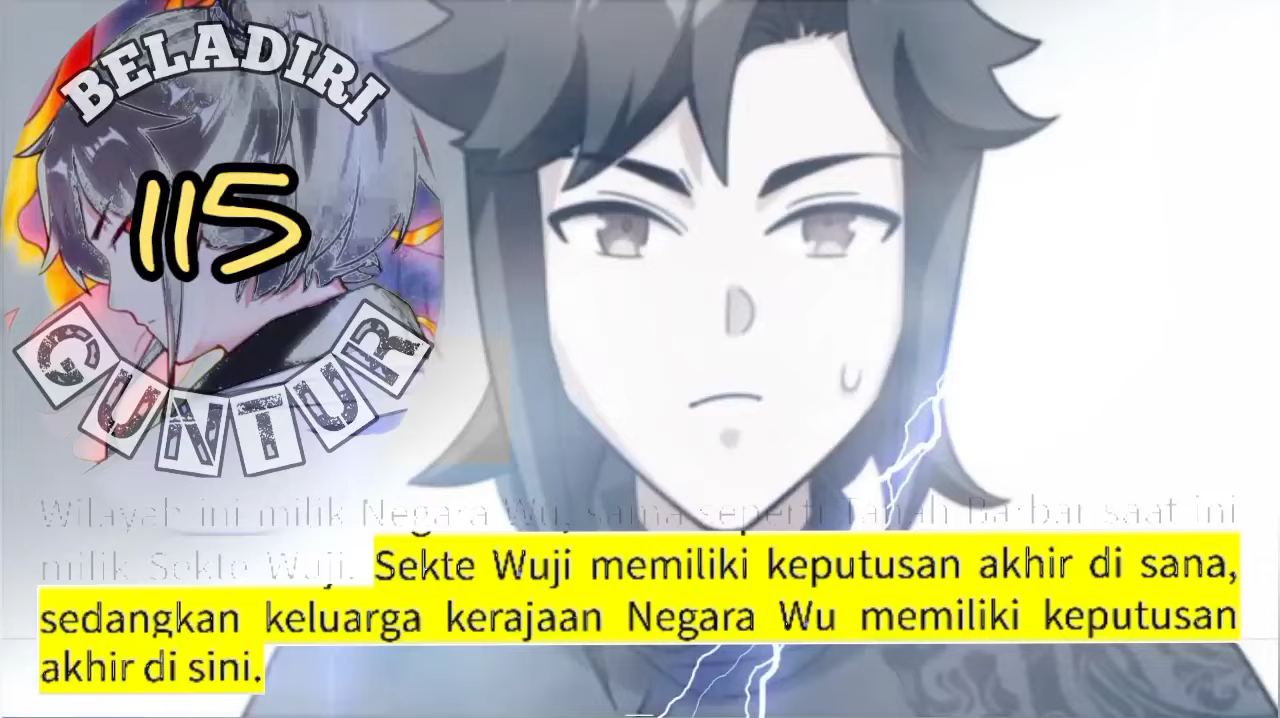 BELADIRI
115
GUNTUR
Wilayah ini milik Negara Wu, sama seperti Tanah Barbar saat ini
milik Sekte Wuji. Sekte Wuji memiliki keputusan akhir di sana,
sedangkan keluarga kerajaan Negara Wu memiliki keputusan
akhir di sini.